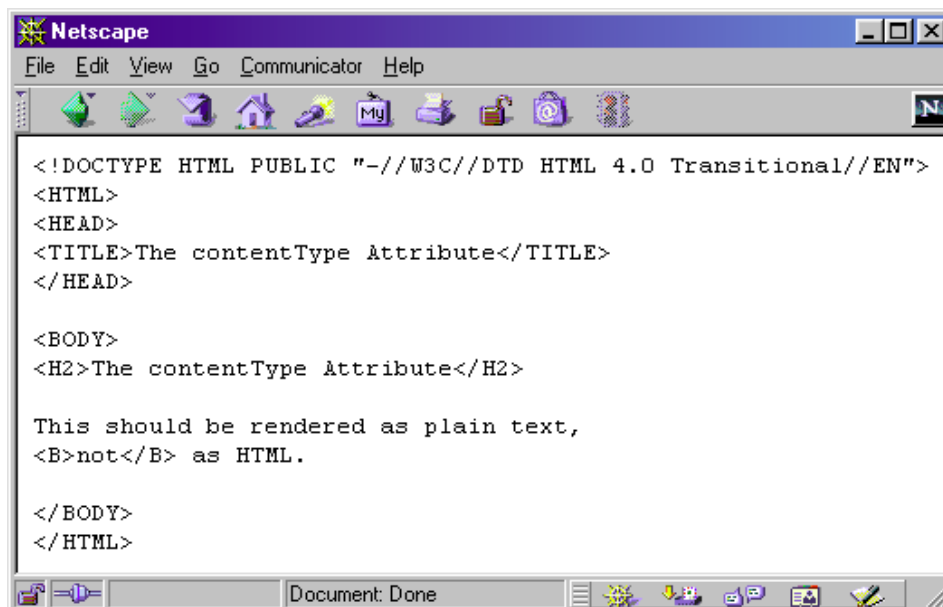 Netscape
File Edit View Go Communicator Help
My
N
<!DOCTYPE HTML PUBLIC "-//W3C//DTD HTML 4.0 Transitional//EN">
<HTML>
<HEAD>
<TITLE>The contentType Attribute</TITLE>
</HEAD>
<BODY>
<H2>The contentType Attribute</H2>
This should be rendered as plain text,
<B>not</B> as HTML.
</BODY>
</HTML>
Document: Done